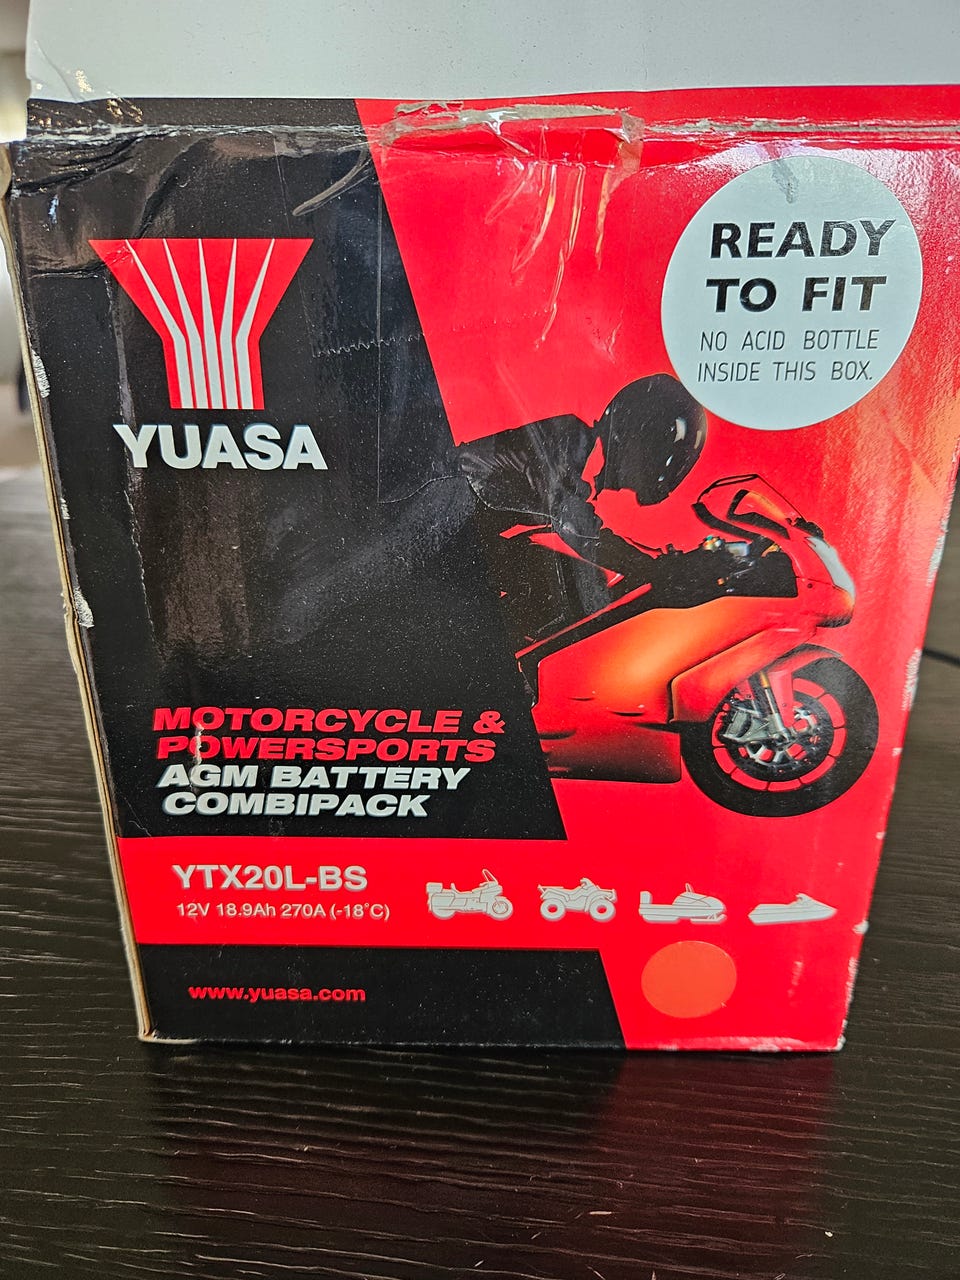 YUASA
READY
TO FIT
NO ACID BOTTLE
INSIDE THIS BOX.
MOTORCYCLE &
POWERSPORTS
AGM BATTERY
COMBIPACK
YTX20L-BS
12V 18.9Ah 270A (-18°C)
www.yuasa.com